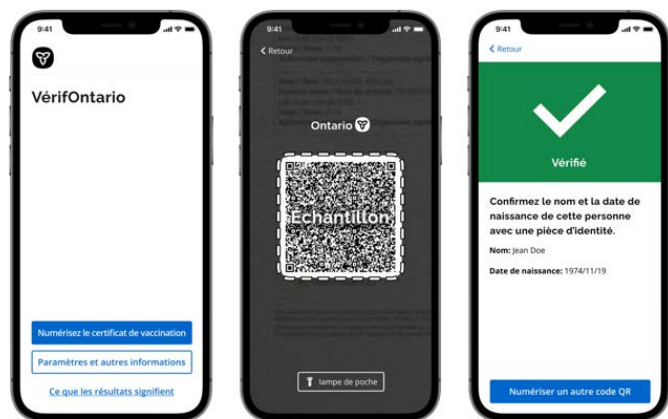 9:41
VérifOntario
Numérisez le certificat de vaccination
Paramètres et autres informations
Ce que les résultats signifient
9:41
Retour
Ontario
Échantillon
lampe de poche
9:41
Retour
Vérifié
Confirmez le nom et la date de
naissance de cette personne
avec une pièce d'identité.
Nom: Jean Doe
Date de naissance: 1974/11/19
Numériser un autre code QR